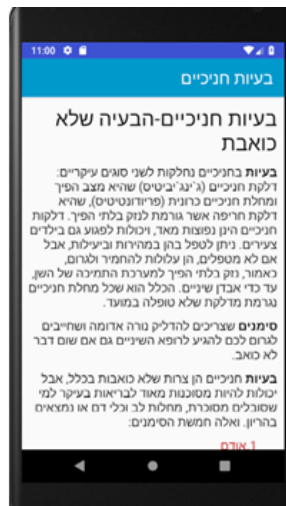 11:00
בעיות חניכיים
בעיות חניכיים-הבעיה שלא
כואבת
בעיות בחניכיים נחלקות לשני סוגים עיקריים:
דלקת חניכיים (ג'ינג'יביטיס) שהיא מצב הפיך
ומחלת חניכיים כרונית (פריודונטיטיס), שהיא
דלקת חריפה אשר גורמת לנזק בלתי הפיך. דלקות
חניכיים הינן נפוצות מאד, ויכולות לפגוע גם בילדים
צעירים. ניתן לטפל בהן במהירות וביעילות, אבל
אם לא מטפלים, הן עלולות להחמיר ולגרום,
כאמור, נזק בלתי הפיך למערכת התמיכה של השן,
עד כדי אבדן שיניים. הכלל הוא שכל מחלת חניכיים
נגרמת מדלקת שלא טופלה במועד.
סימנים שצריכים להדליק נורה אדומה ושחייבים
לגרום לכם להגיע לרופא השיניים גם אם שום דבר
לא כואב.
בעיות חניכיים הן צרות שלא כואבות בכלל, אבל
יכולות להיות מסוכנות מאוד לבריאות בעיקר למי
שסובלים מסוכרת, מחלות לב וכלי דם או נמצאים
בהריון. ואלה חמשת הסימנים:
1.אודם